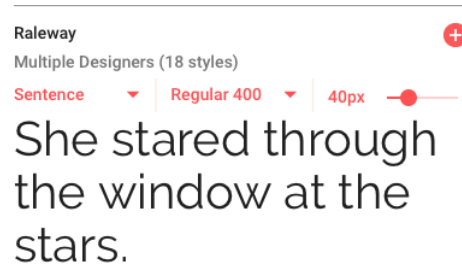 Raleway
Multiple Designers (18 styles)
Sentence Regular 400 40px
She stared through
the window at the
stars.